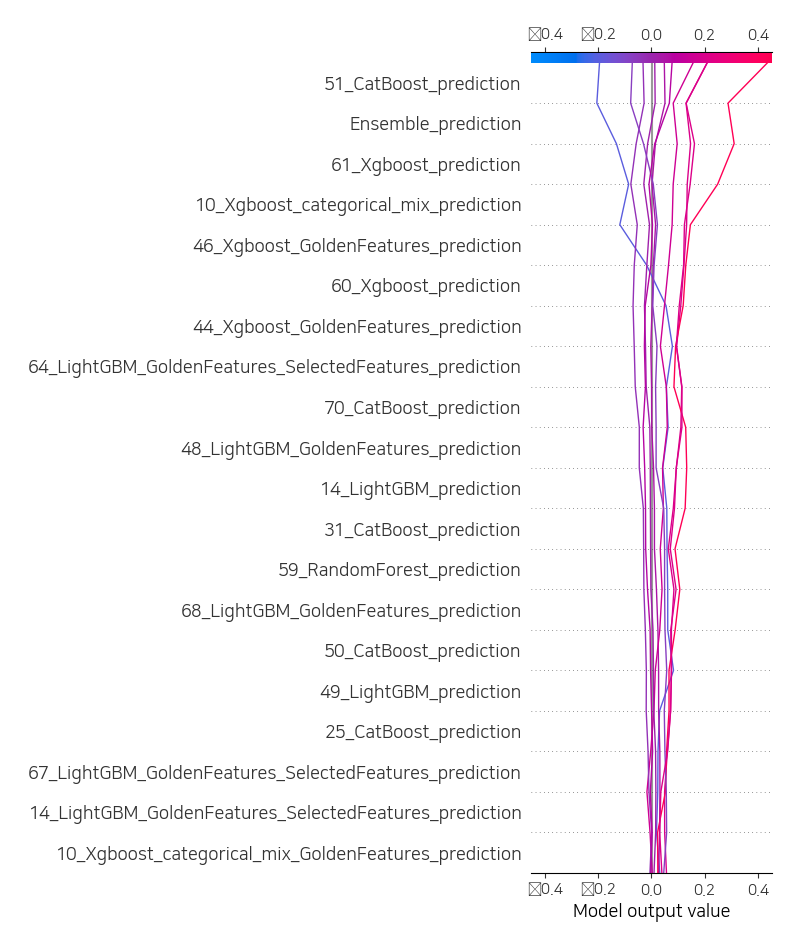 0.4 0.2 0.0 0.2 0.4
51_CatBoost_prediction
Ensemble_prediction
61_Xgboost_prediction
10_Xgboost_categorical_mix_prediction
46_Xgboost_GoldenFeatures_prediction
60_Xgboost_prediction
44_Xgboost_GoldenFeatures_prediction
64_LightGBM_GoldenFeatures_SelectedFeatures_prediction
70_CatBoost_prediction
48_LightGBM_GoldenFeatures_prediction
14_LightGBM_prediction
31_CatBoost_prediction
59_RandomForest_prediction
68_LightGBM_GoldenFeatures_prediction
50_CatBoost_prediction
49_LightGBM_prediction
25_CatBoost_prediction
67_LightGBM_GoldenFeatures_SelectedFeatures_prediction
14_LightGBM_GoldenFeatures_SelectedFeatures_prediction
10_Xgboost_categorical_mix_GoldenFeatures_prediction
0.4 0.2 0.0 0.2 0.4
Model output value